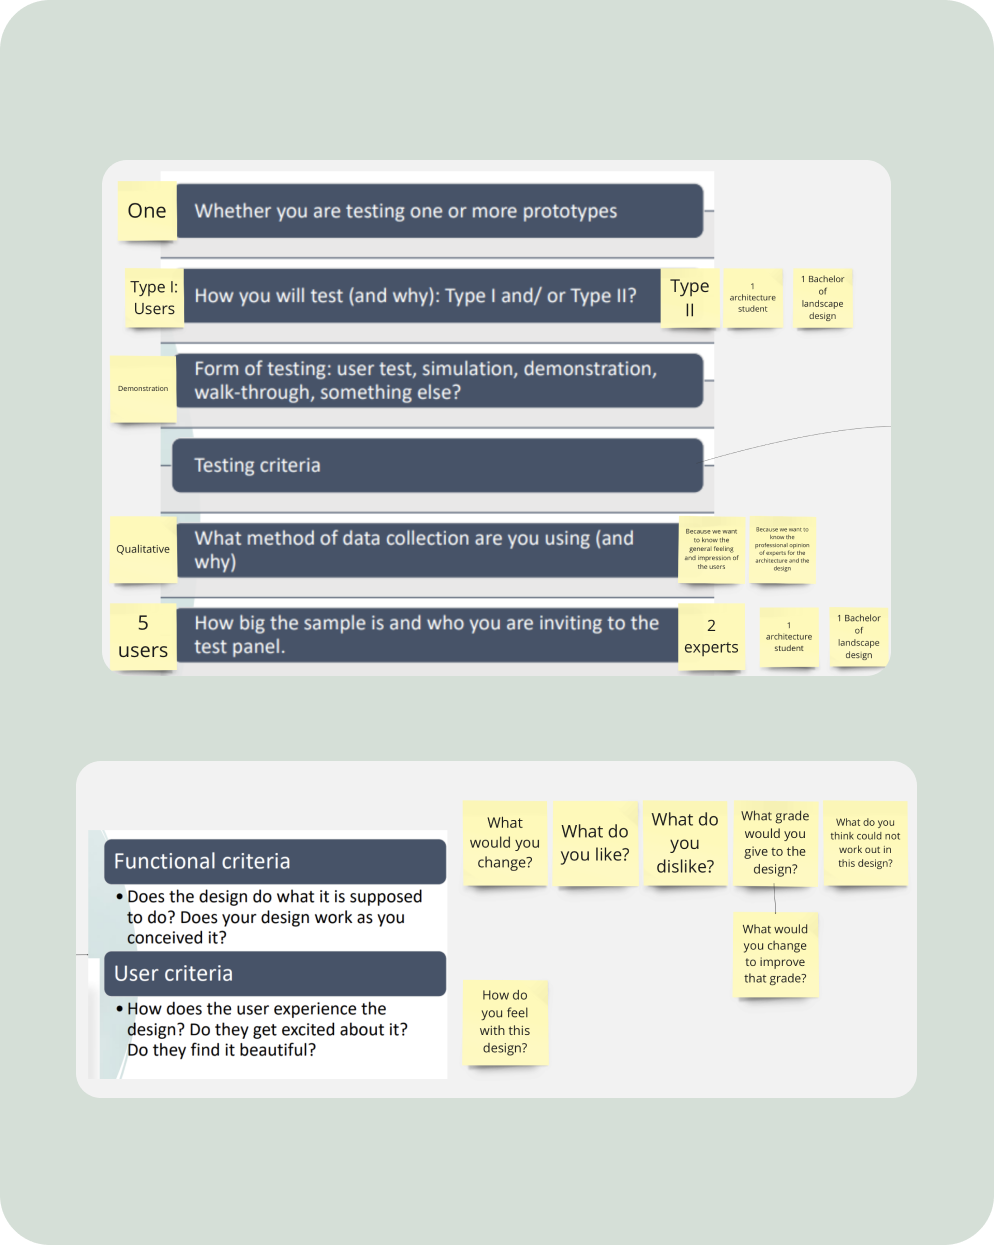 One
Whether you are testing one or more prototypes
Type I:
Users
How you will test (and why): Type I and/ or Type II?
Type
II
1
architecture
student
1 Bachelor
of
landscape
design
Demonstration
Form of testing: user test, simulation, demonstration,
walk-through, something else?
Testing criteria
Qualitative
What method of data collection are you using (and
why)
Because we want
to know the
general feeling
and impression of
the users
Because we want to
know the
professional opinion
of experts for the
architecture and the
design
5
users
How big the sample is and who you are inviting to the
test panel.
2
experts
1
architecture
student
1 Bachelor
of
landscape
design
Functional criteria
• Does the design do what it is supposed
to do? Does your design work as you
conceived it?
User criteria
• How does the user experience the
design? Do they get excited about it?
Do they find it beautiful?
What
would you
change?
What do
you like?
What do
you
dislike?
What grade
would you
give to the
design?
What do you
think could not
work out in
this design?
What would
you change
to improve
that grade?
How do
you feel
with this
design?